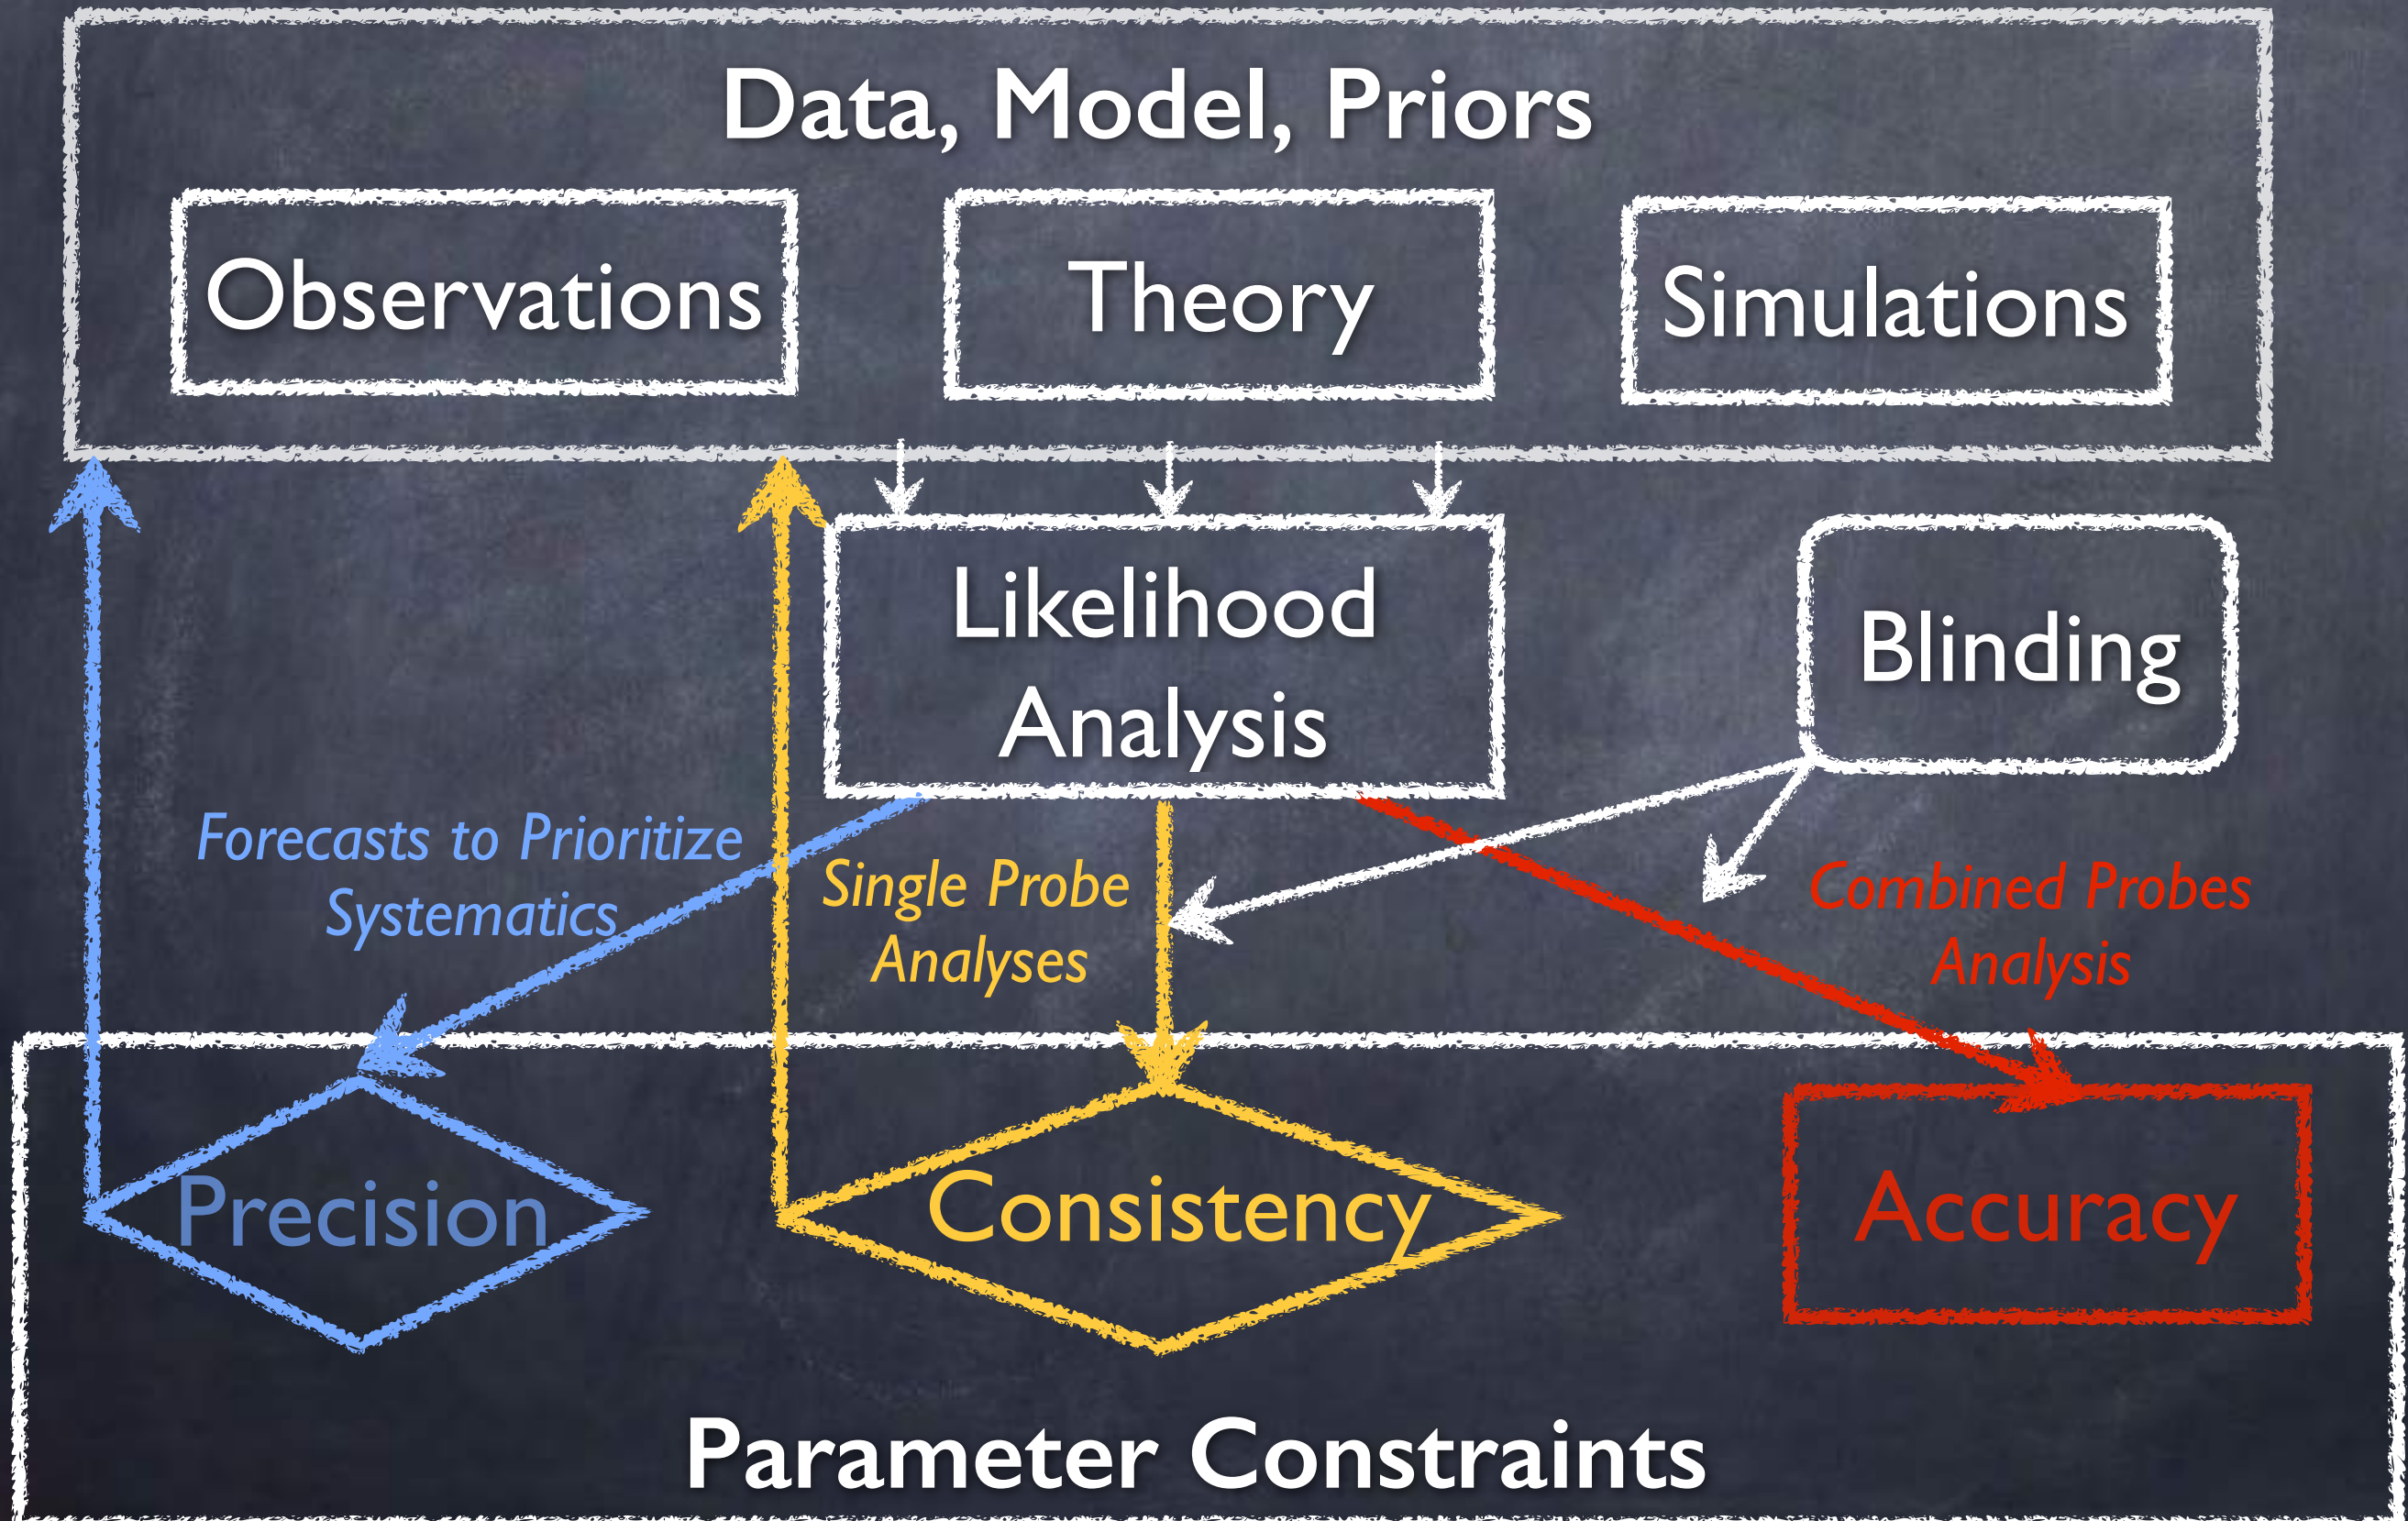 Data, Model, Priors
Observations
Theory
Simulations
Likelihood
Analysis
Blinding
Forecasts to Prioritize
Systematics
Single Probe
Analyses
Combined Probes
Analysis
Precision
Consistency
Accuracy
Parameter Constraints